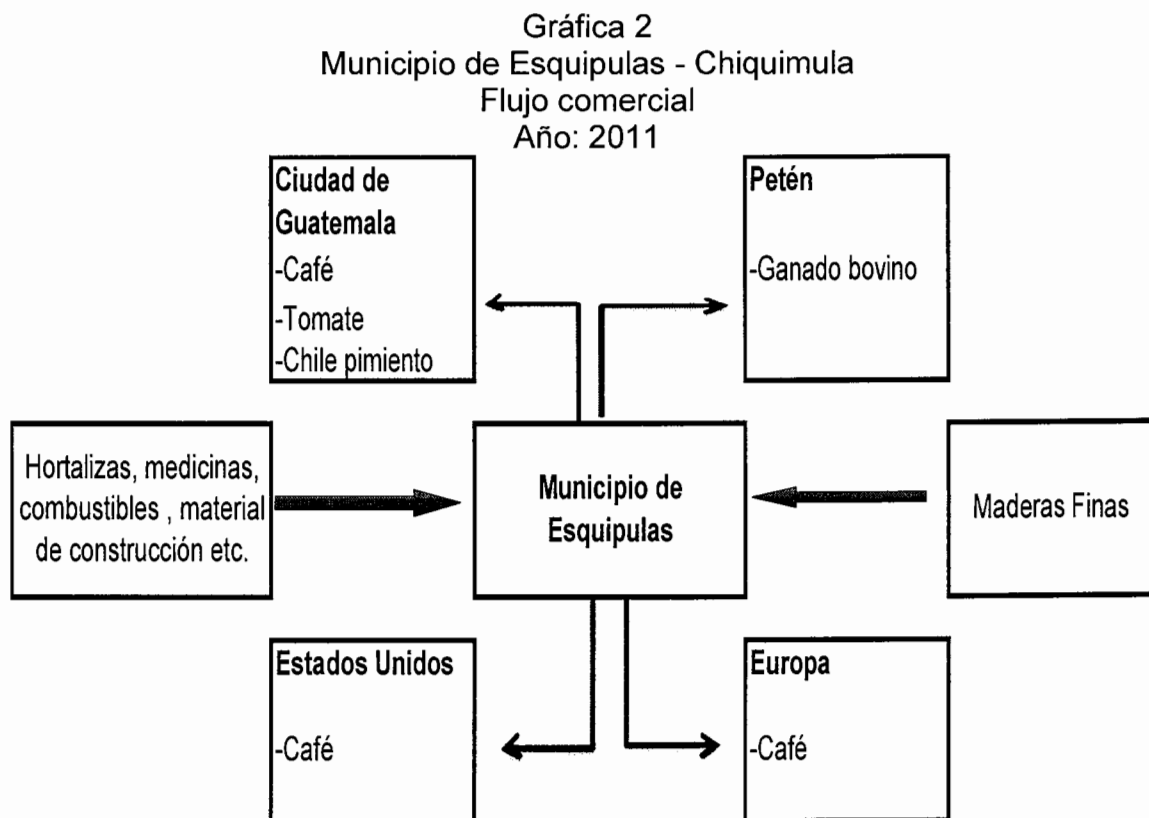 Gráfica 2
Municipio de Esquipulas - Chiquimula
Flujo comercial
Año: 2011
Ciudad de
Guatemala
-Café
-Tomate
-Chile pimiento
Petén
-Ganado bovino
Hortalizas, medicinas,
combustibles , material
de construcción etc.
Municipio de
Esquipulas
Maderas Finas
Estados Unidos
-Café
Europa
-Café